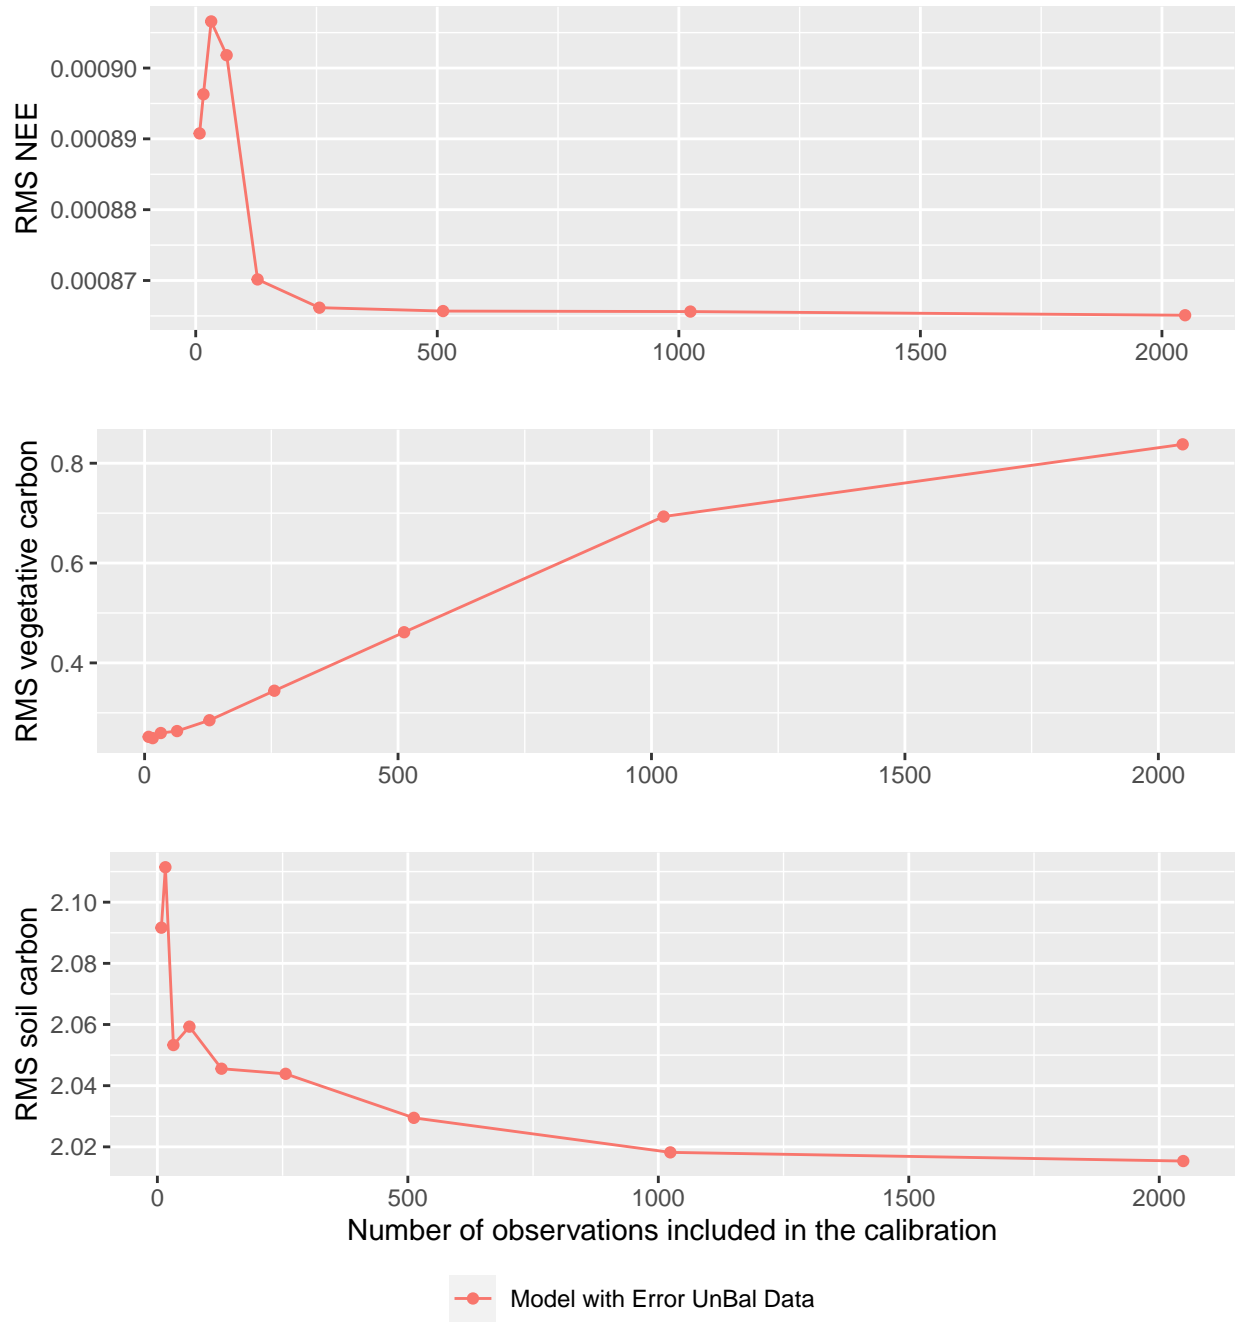 RMS NEE
0.00090
0.00089
0.00088
0.00087
0 500 1000 1500 2000
RMS vegetative carbon
0.8
0.6
0.4
0 500 1000 1500 2000
RMS soil carbon
2.10
2.08
2.06
2.04
2.02
0 500 1000 1500 2000
Number of observations included in the calibration
Model with Error UnBal Data